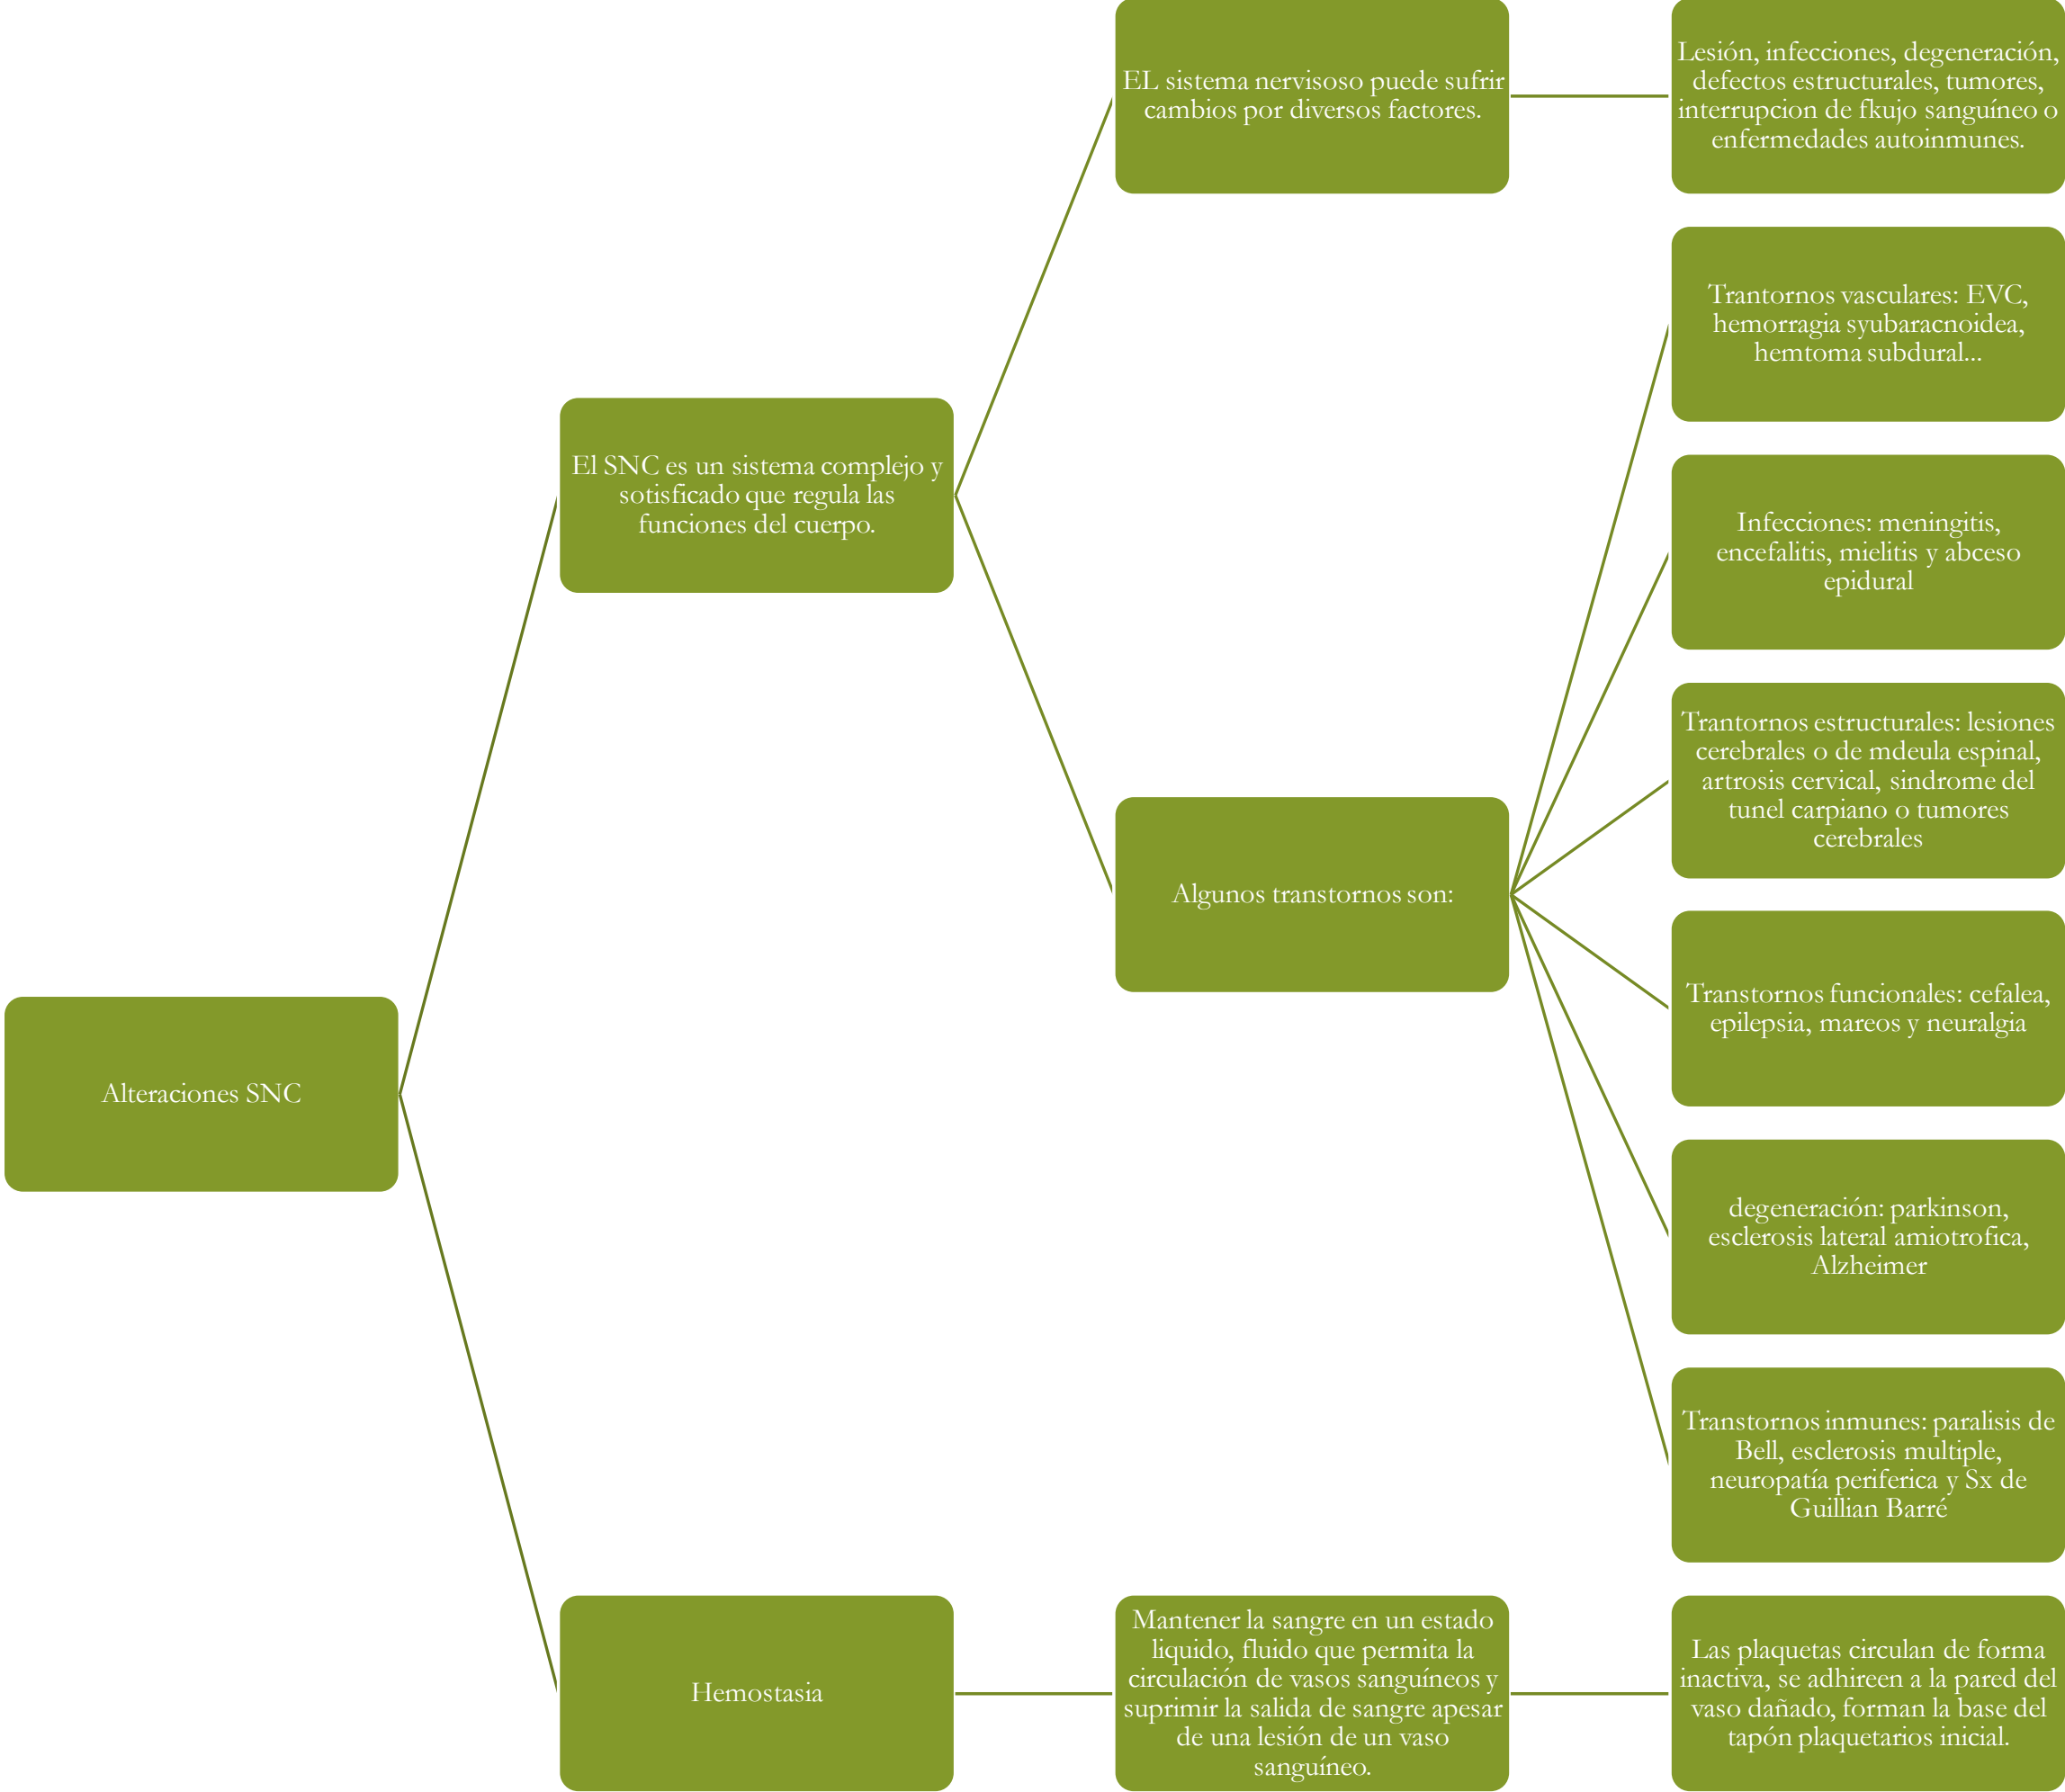 Alteraciones SNC
El SNC es un sistema complejo y
sotisficado que regula las
funciones del cuerpo.
EL sistema nervisoso puede sufrir
cambios por diversos factores.
Lesión, infecciones, degeneración,
defectos estructurales, tumores,
interrupcion de fkujo sanguíneo o
enfermedades autoinmunes.
Algunos transtornos son:
Trantornos vasculares: EVC,
hemorragia syubaracnoidea,
hemtoma subdural...
Infecciones: meningitis,
encefalitis, mielitis y abceso
epidural
Trantornos estructurales: lesiones
cerebrales o de mdeula espinal,
artrosis cervical, sindrome del
tunel carpiano o tumores
cerebrales
Transtornos funcionales: cefalea,
epilepsia, mareos y neuralgia
degeneración: parkinson,
esclerosis lateral amiotrofica,
Alzheimer
Transtornos inmunes: paralisis de
Bell, esclerosis multiple,
neuropatía periferica y Sx de
Guillian Barré
Hemostasia
Mantener la sangre en un estado
liquido, fluido que permita la
circulación de vasos sanguíneos y
suprimir la salida de sangre apesar
de una lesión de un vaso
sanguíneo.
Las plaquetas circulan de forma
inactiva, se adhireen a la pared del
vaso dañado, forman la base del
tapón plaquetarios inicial.